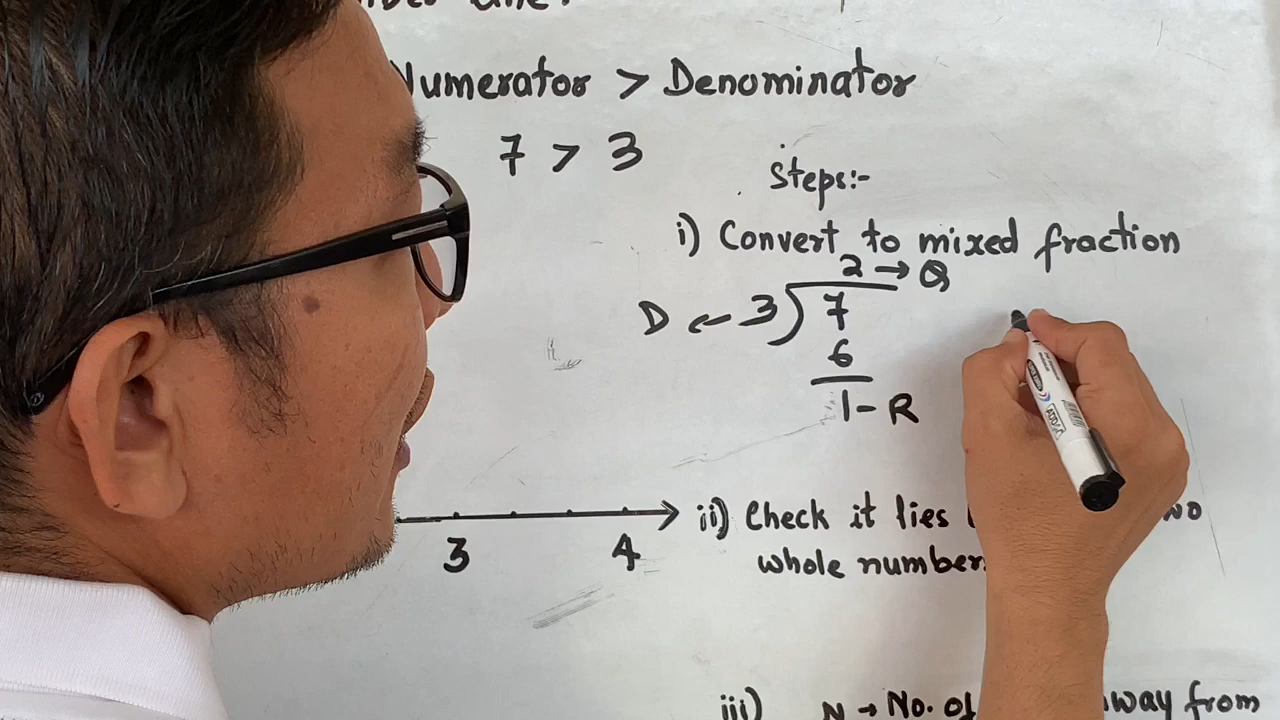 Numerator > Denominator
7 > 3
Steps:-
i) Convert to mixed fraction
2 → Q
D ← 3) 7
6
1 - R
3 4
ii) Check it lies
whole number
iii) N → No. of away from